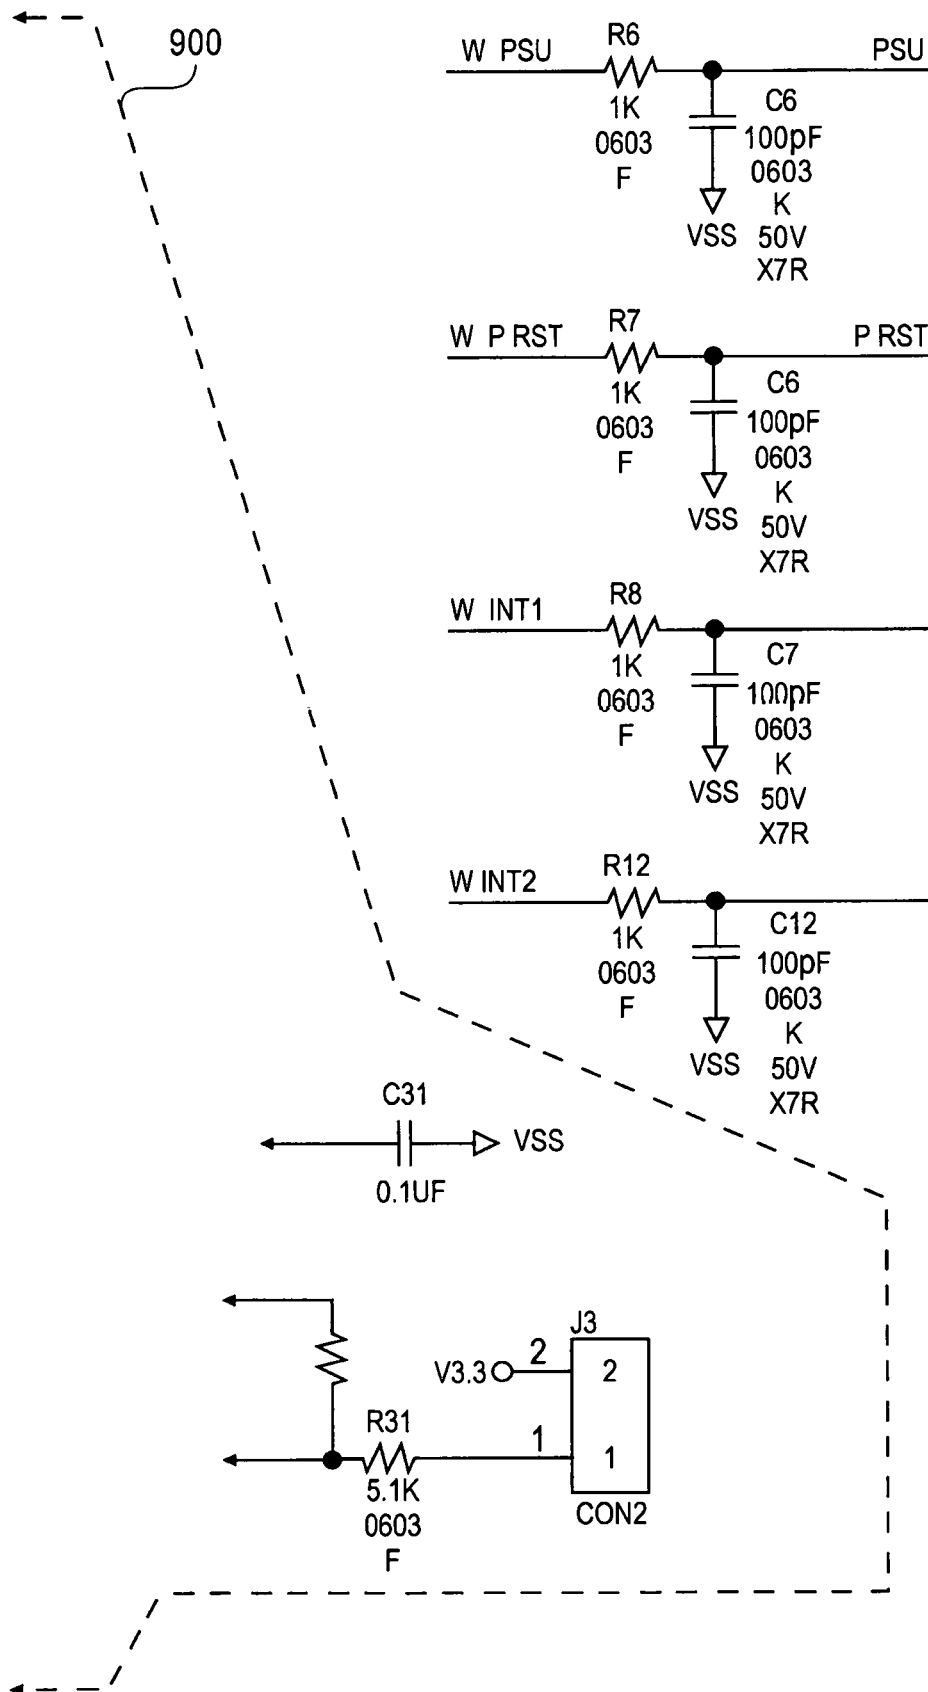 900
W PSU
R6
PSU
1K
0603
F
C6
100pF
0603
K
50V
X7R
VSS
W P RST
R7
P RST
1K
0603
F
C6
100pF
0603
K
50V
X7R
VSS
W INT1
R8
1K
0603
F
C7
100pF
0603
K
50V
X7R
VSS
W INT2
R12
1K
0603
F
C12
100pF
0603
K
50V
X7R
VSS
C31
VSS
0.1UF
J3
V3.3
2
2
R31
1
1
5.1K
0603
F
CON2